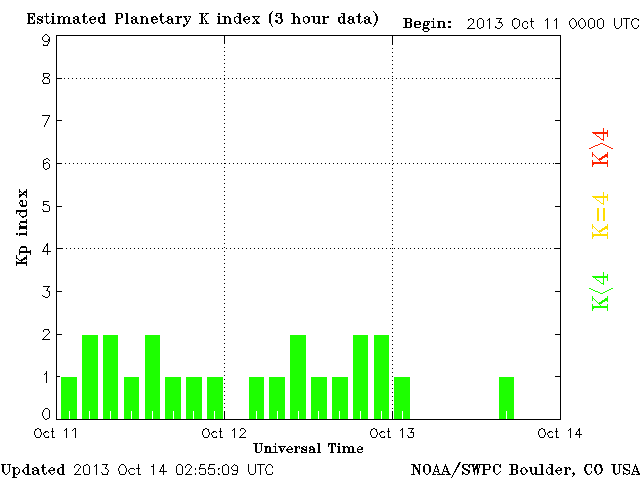 Estimated Planetary K index (3 hour data) Begin: 2013 Oct 11 0000 UTC
9
8
7
6
5
4
3
2
1
0
Kp index
K>4
K=4
K<4
Oct 11 Oct 12 Oct 13 Oct 14
Universal Time
Updated 2013 Oct 14 02:55:09 UTC NOAA/SWPC Boulder, CO USA